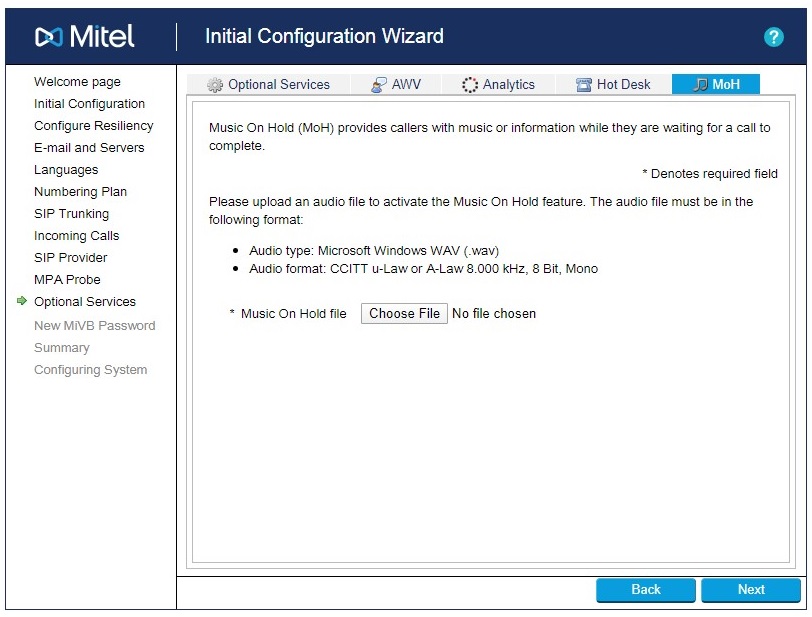 Mitel
Initial Configuration Wizard
?
Welcome page
Initial Configuration
Configure Resiliency
E-mail and Servers
Languages
Numbering Plan
SIP Trunking
Incoming Calls
SIP Provider
MPA Probe
Optional Services
New MiVB Password
Summary
Configuring System
Optional Services
AWV
Analytics
Hot Desk
MoH
Music On Hold (MoH) provides callers with music or information while they are waiting for a call to
complete.
* Denotes required field
Please upload an audio file to activate the Music On Hold feature. The audio file must be in the
following format:
• Audio type: Microsoft Windows WAV (.wav)
• Audio format: CCITT u-Law or A-Law 8.000 kHz, 8 Bit, Mono
* Music On Hold file Choose File No file chosen
Back
Next